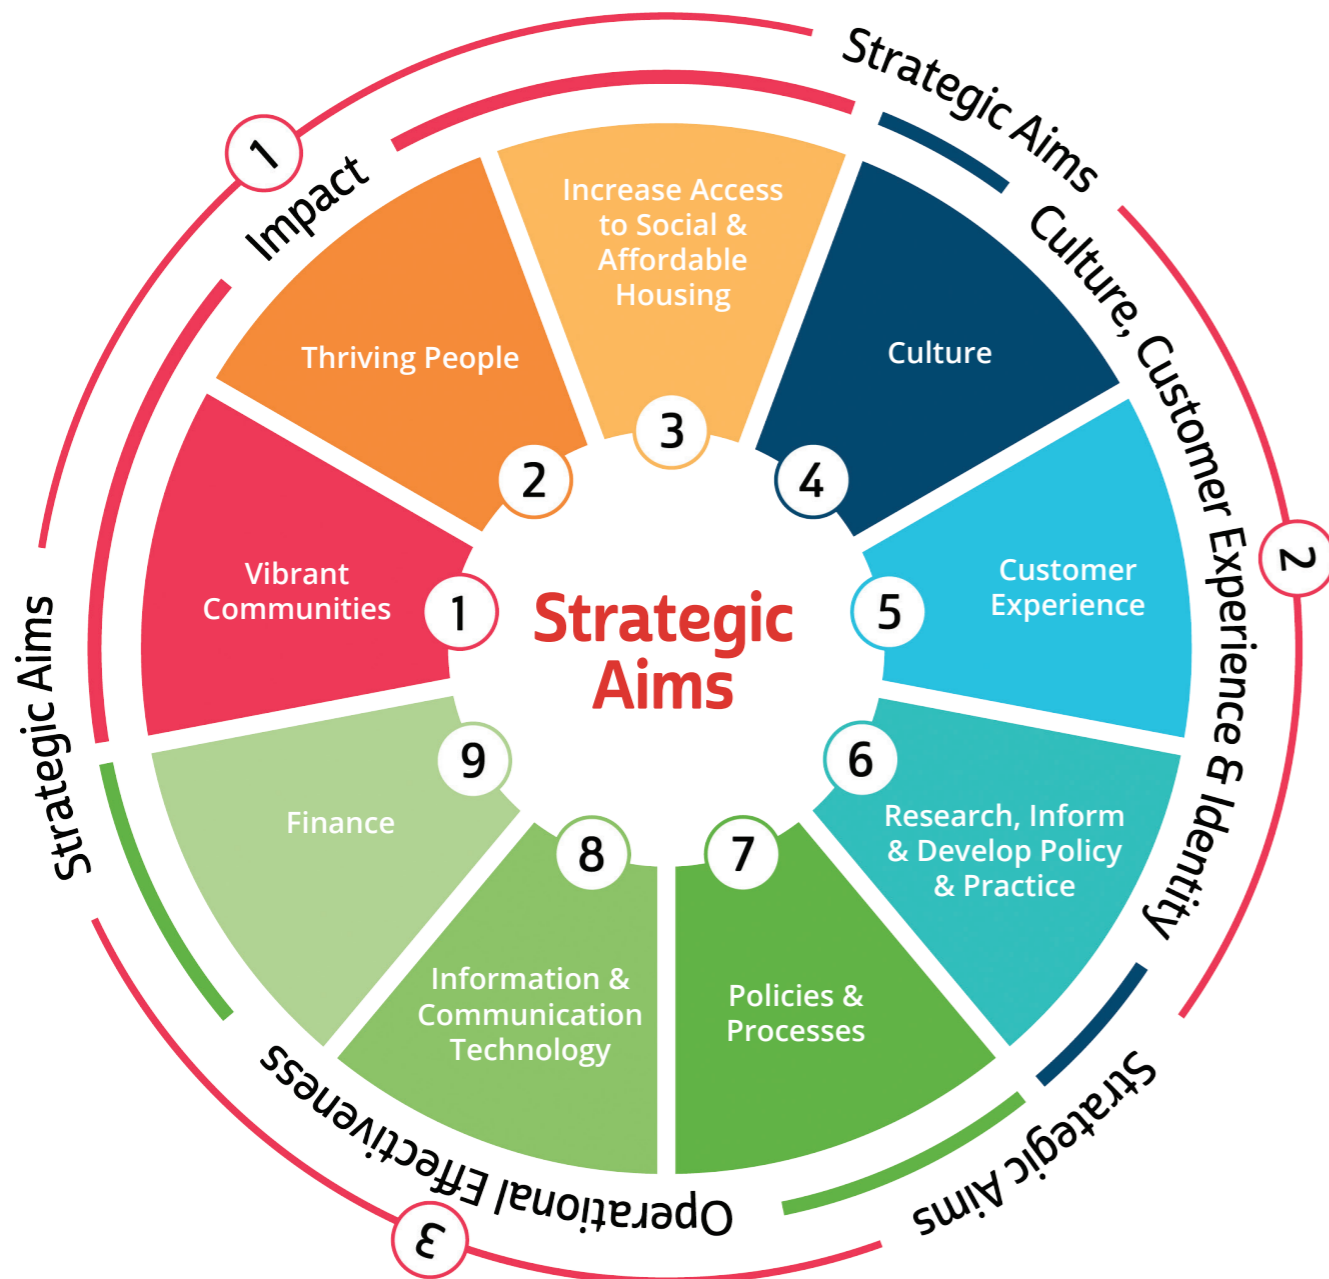 Strategic Aims
1
Impact
Strategic Aims
2
Culture, Customer Experience & Identity
Strategic Aims
3
Operational Effectiveness
Strategic
Aims
1
Vibrant
Communities
2
Thriving People
3
Increase Access
to Social &
Affordable
Housing
4
Culture
5
Customer
Experience
6
Research, Inform
& Develop Policy
& Practice
7
Policies &
Processes
8
Information &
Communication
Technology
9
Finance